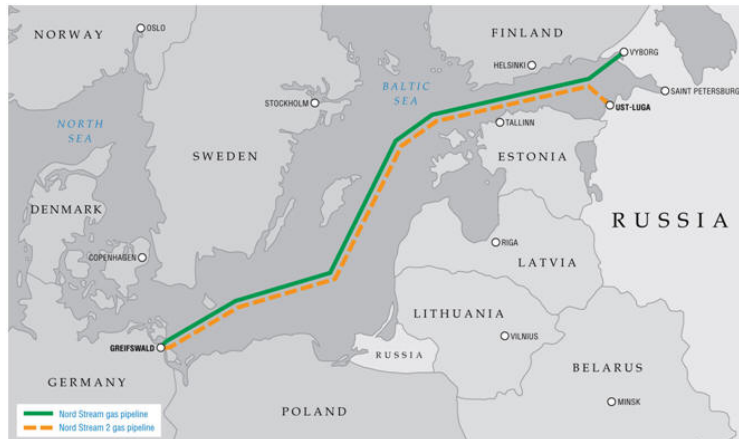 NORWAY
OSLO
FINLAND
VYBORG
HELSINKI
BALTIC
SEA
SAINT PETERSBURG
STOCKHOLM
UST-LUGA
NORTH
SEA
TALLINN
SWEDEN
ESTONIA
DENMARK
RUSSIA
COPENHAGEN
RIGA
LATVIA
LITHUANIA
VILNIUS
GREIFSWALD
RUSSIA
BELARUS
GERMANY
MINSK
POLAND
Nord Stream gas pipeline
Nord Stream 2 gas pipeline